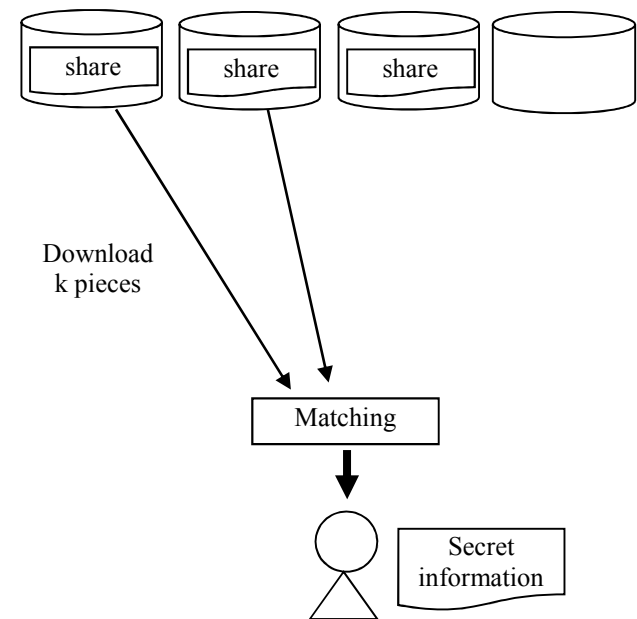 share
share
share
Download
k pieces
Matching
Secret
information